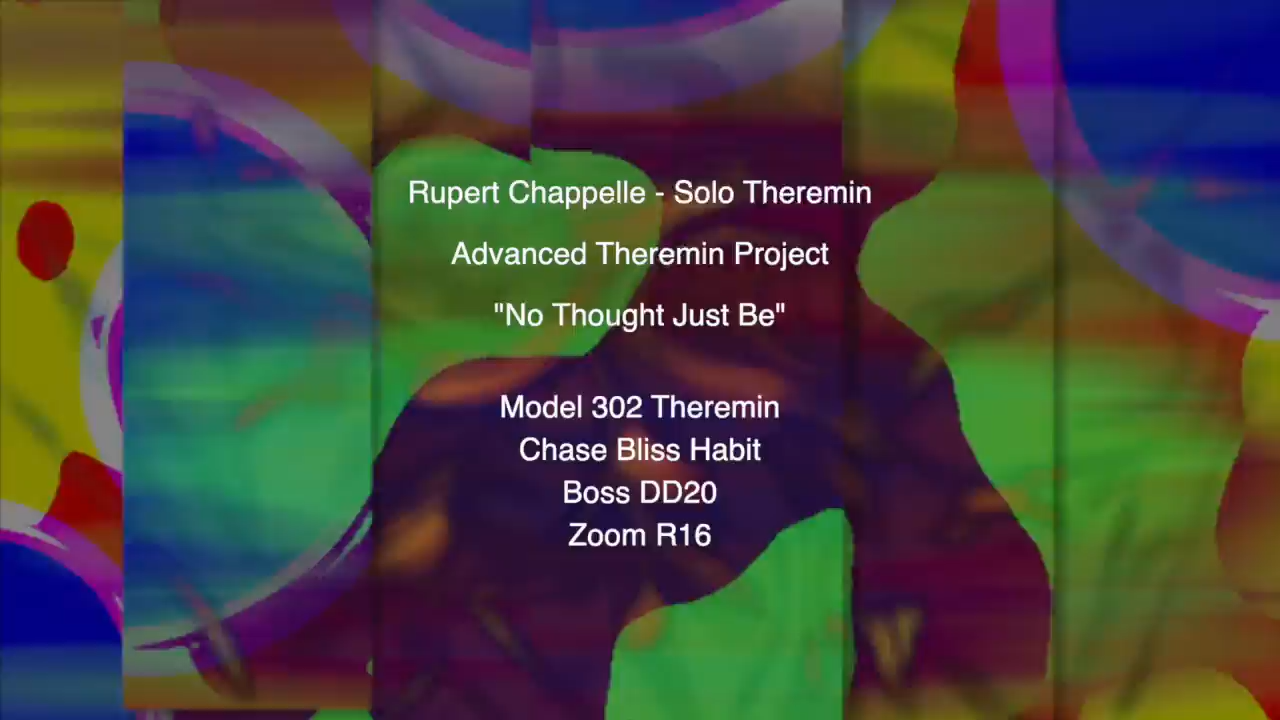 Rupert Chappelle - Solo Theremin
Advanced Theremin Project
"No Thought Just Be"
Model 302 Theremin
Chase Bliss Habit
Boss DD20
Zoom R16